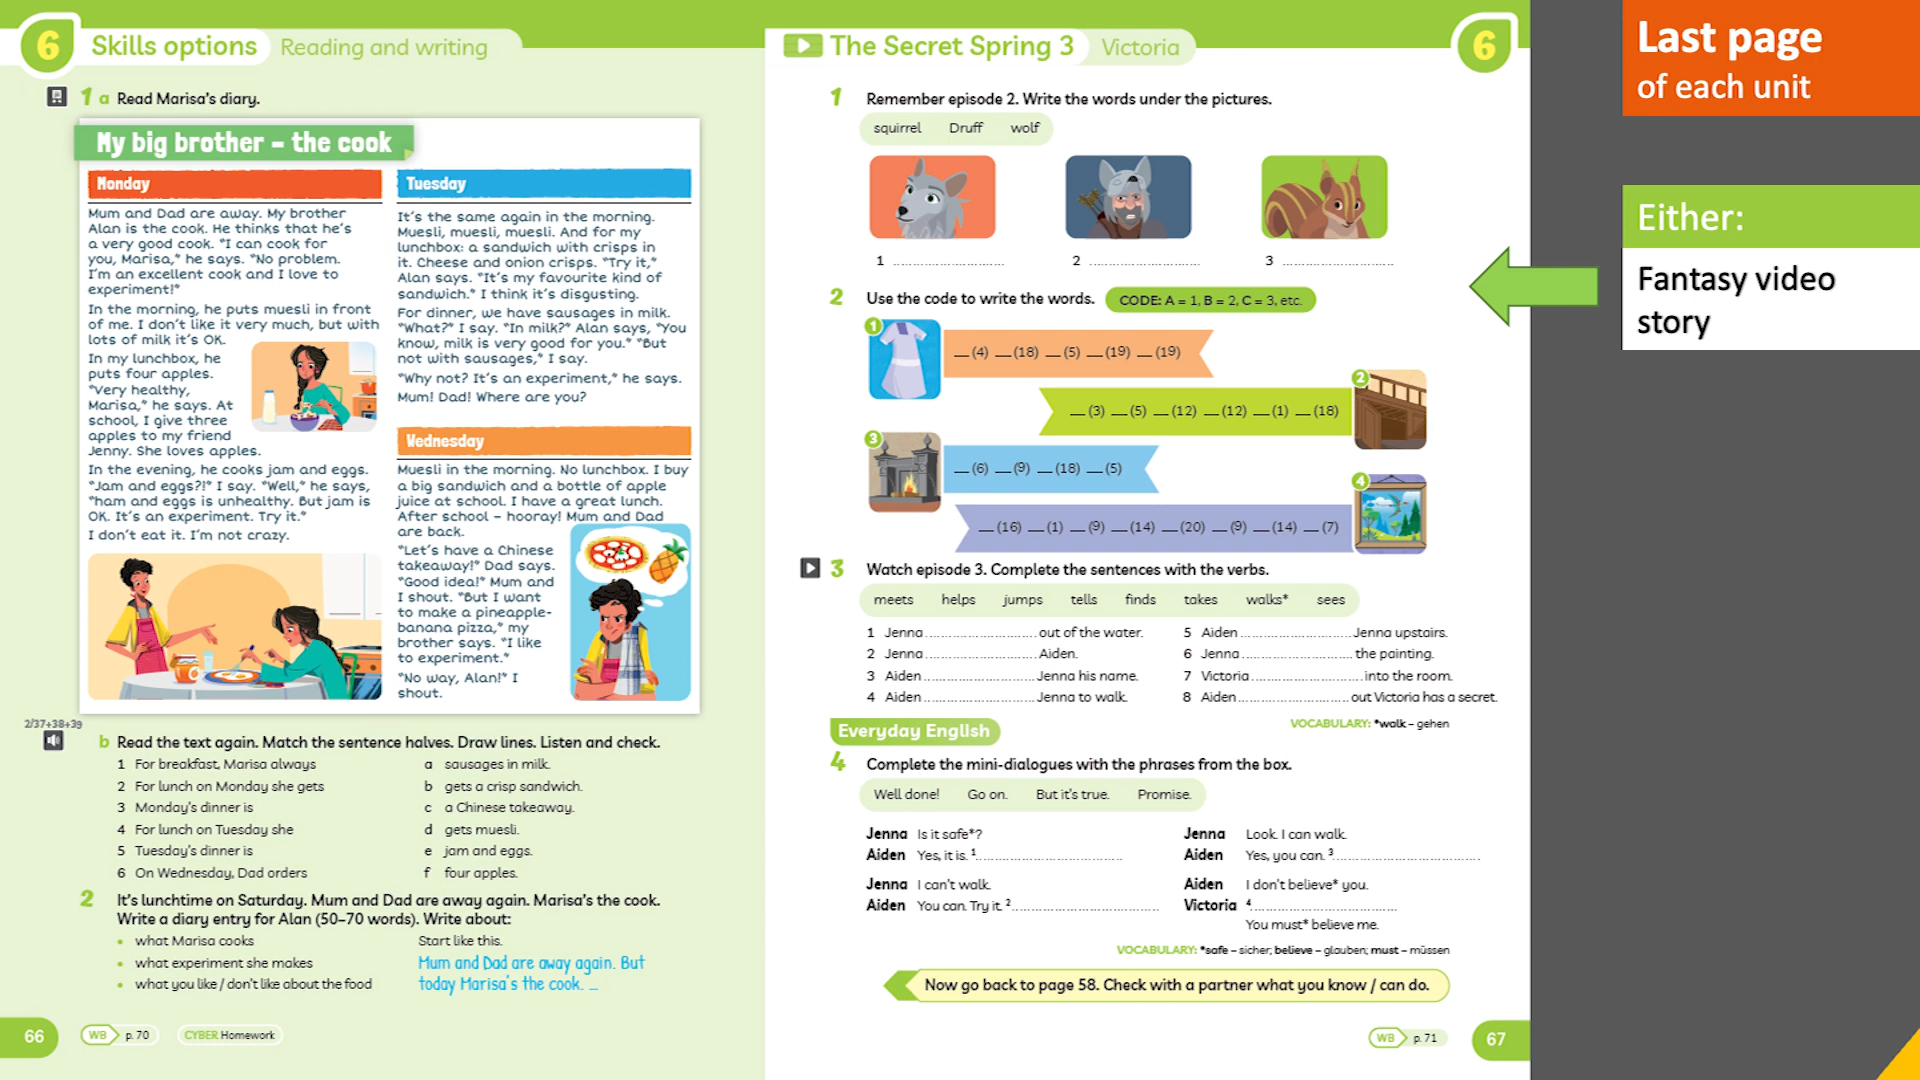 6
Skills options Reading and writing
1 a Read Marisa's diary.
My big brother – the cook
Monday
Mum and Dad are away. My brother
Alan is the cook. He thinks that he's
a very good cook. "I can cook for
you, Marisa," he says. "No problem.
I'm an excellent cook and I love to
experiment!"
In the morning, he puts muesli in front
of me. I don't like it very much, but with
lots of milk it's OK.
In my lunchbox, he
puts four apples.
"Very healthy,
Marisa," he says. At
school, I give three
apples to my friend
Jenny. She loves apples.
In the evening, he cooks jam and eggs.
"Jam and eggs?!" I say. "Well," he says,
"ham and eggs is unhealthy. But jam is
OK. It's an experiment. Try it."
I don't eat it. I'm not crazy.
Tuesday
It's the same again in the morning.
Muesli, muesli, muesli. And for my
lunchbox: a sandwich with crisps in
it. Cheese and onion crisps. "Try it,"
Alan says. "It's my favourite kind of
sandwich." I think it's disgusting.
For dinner, we have sausages in milk.
"What?" I say. "In milk?" Alan says, "You
know, milk is very good for you." "But
not with sausages," I say.
"Why not? It's an experiment," he says.
Mum! Dad! Where are you?
Wednesday
Muesli in the morning. No lunchbox. I buy
a big sandwich and a bottle of apple
juice at school. I have a great lunch.
After school – hooray! Mum and Dad
are back.
"Let's have a Chinese
takeaway!" Dad says.
"Good idea!" Mum and
I shout. "But I want
to make a pineapple-
banana pizza," my
brother says. "I like
to experiment."
"No way, Alan!" I
shout.
2/37+38+39
b Read the text again. Match the sentence halves. Draw lines. Listen and check.
1 For breakfast, Marisa always
2 For lunch on Monday she gets
3 Monday's dinner is
4 For lunch on Tuesday she
5 Tuesday's dinner is
6 On Wednesday, Dad orders
a sausages in milk.
b gets a crisp sandwich.
c a Chinese takeaway.
d gets muesli.
e jam and eggs.
f four apples.
2 It's lunchtime on Saturday. Mum and Dad are away again. Marisa's the cook.
Write a diary entry for Alan (50–70 words). Write about:
• what Marisa cooks
• what experiment she makes
• what you like / don't like about the food
Start like this.
Mum and Dad are away again. But
today Marisa's the cook. ...
66
WB p. 70
CYBER Homework
The Secret Spring 3 Victoria
6
1 Remember episode 2. Write the words under the pictures.
squirrel Druff wolf
1 ..............................
2 ..............................
3 ..............................
2 Use the code to write the words. CODE: A = 1, B = 2, C = 3, etc.
1
__ (4) __ (18) __ (5) __ (19) __ (19)
2
__ (3) __ (5) __ (12) __ (12) __ (1) __ (18)
3
__ (6) __ (9) __ (18) __ (5)
4
__ (16) __ (1) __ (9) __ (14) __ (20) __ (9) __ (14) __ (7)
3 Watch episode 3. Complete the sentences with the verbs.
meets helps jumps tells finds takes walks* sees
1 Jenna .............................. out of the water.
2 Jenna .............................. Aiden.
3 Aiden .............................. Jenna his name.
4 Aiden .............................. Jenna to walk.
5 Aiden .............................. Jenna upstairs.
6 Jenna .............................. the painting.
7 Victoria .............................. into the room.
8 Aiden .............................. out Victoria has a secret.
VOCABULARY: *walk – gehen
Everyday English
4 Complete the mini-dialogues with the phrases from the box.
Well done! Go on. But it's true. Promise.
Jenna Is it safe*?
Aiden Yes, it is. 1 ..............................
Jenna I can't walk.
Aiden You can. Try it. 2 ..............................
Jenna Look. I can walk.
Aiden Yes, you can. 3 ..............................
Aiden I don't believe* you.
Victoria 4 ..............................
You must* believe me.
VOCABULARY: *safe – sicher; believe – glauben; must – müssen
Now go back to page 58. Check with a partner what you know / can do.
WB p. 71
67
Last page
of each unit
Either:
Fantasy video
story